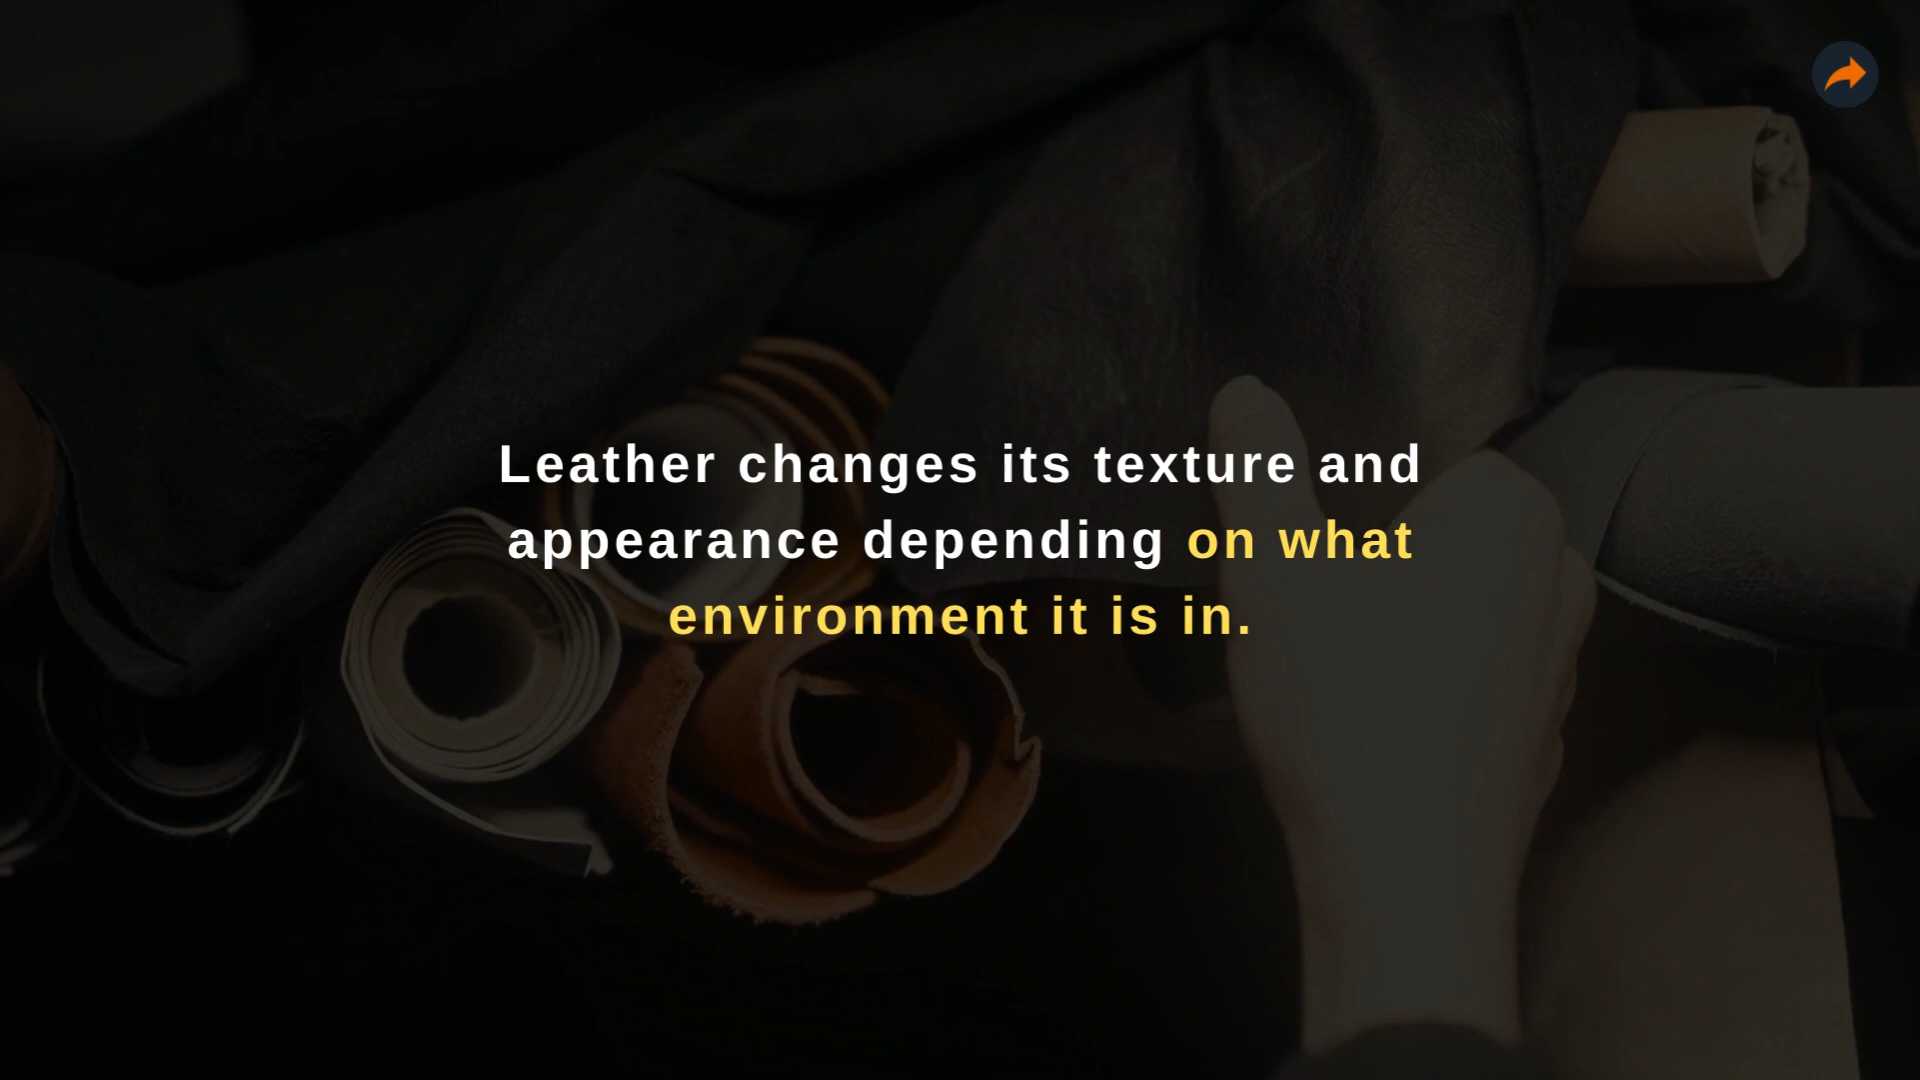 Leather changes its texture and
appearance depending on what
environment it is in.